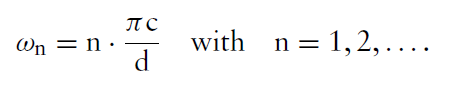 ωₙ = n · πc/d with n = 1, 2, . . . .